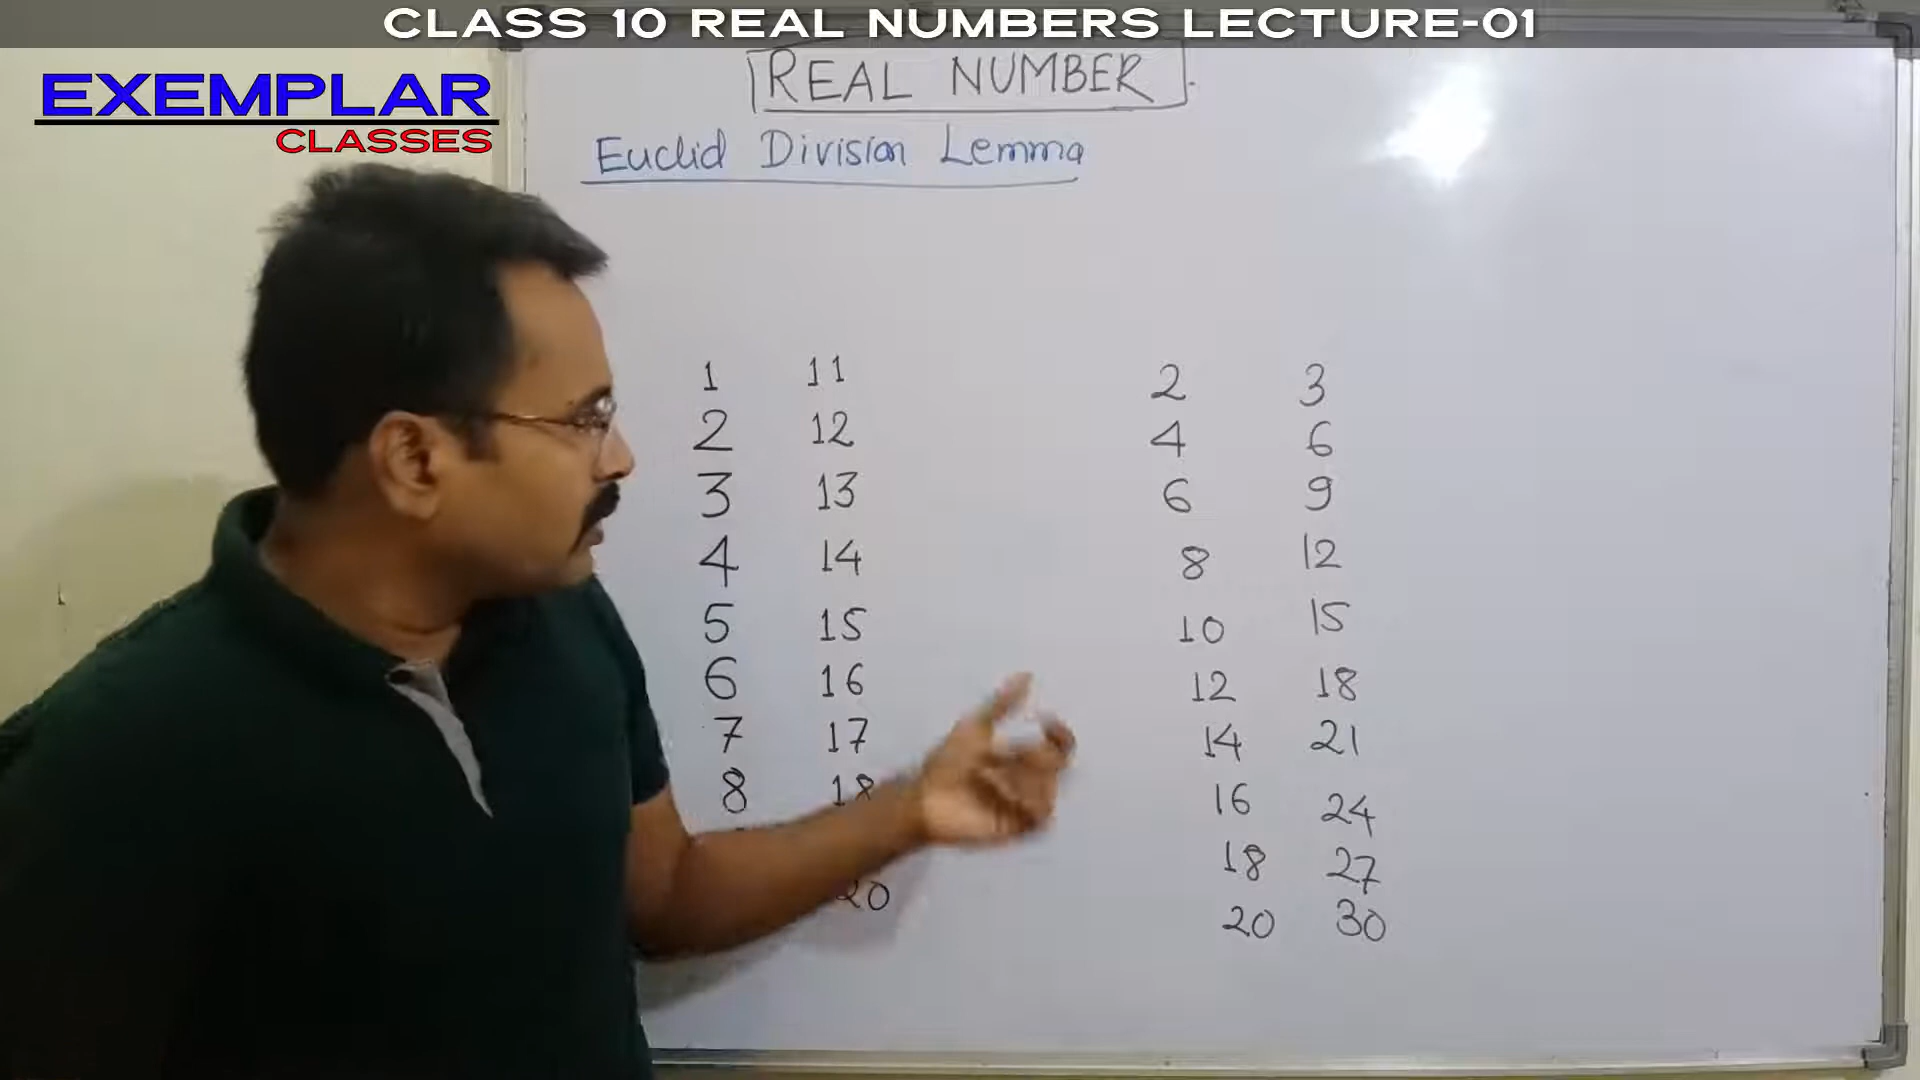 CLASS 10 REAL NUMBERS LECTURE-01
EXEMPLAR
CLASSES
REAL NUMBER
Euclid Division Lemma
1 11 2 3
2 12 4 6
3 13 6 9
4 14 8 12
5 15 10 15
6 16 12 18
7 17 14 21
8 18 16 24
18 27
20 20 30